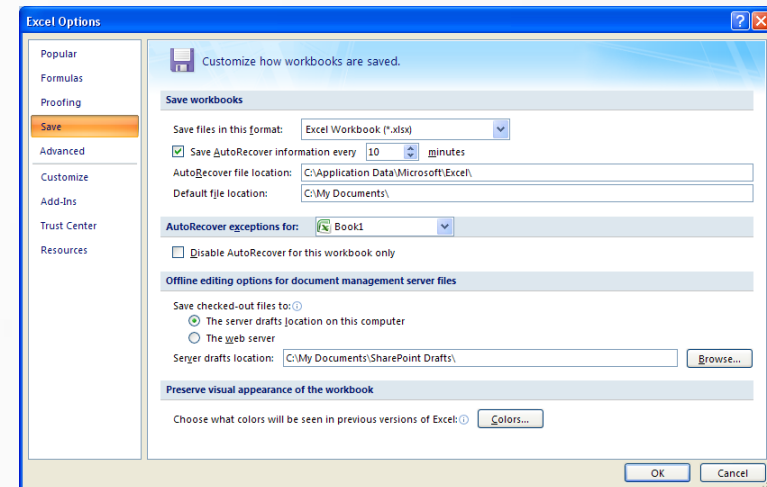 Excel Options
Popular
Formulas
Proofing
Save
Advanced
Customize
Add-Ins
Trust Center
Resources
Customize how workbooks are saved.
Save workbooks
Save files in this format: Excel Workbook (*.xlsx)
Save AutoRecover information every 10 minutes
AutoRecover file location: C:\Application Data\Microsoft\Excel\
Default file location: C:\My Documents\
AutoRecover exceptions for: Book1
Disable AutoRecover for this workbook only
Offline editing options for document management server files
Save checked-out files to:
The server drafts location on this computer
The web server
Server drafts location: C:\My Documents\SharePoint Drafts\ Browse...
Preserve visual appearance of the workbook
Choose what colors will be seen in previous versions of Excel: Colors...
OK Cancel